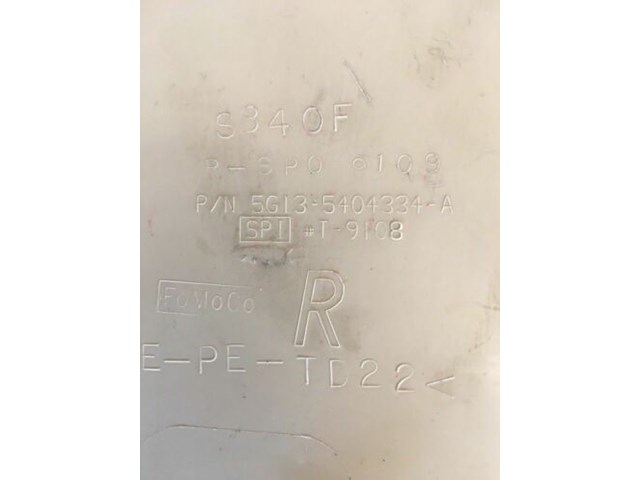 S340F
P/N 5G13-5404334-A
SPI #T-9108
FoMoCo R
E-PE-TD22<